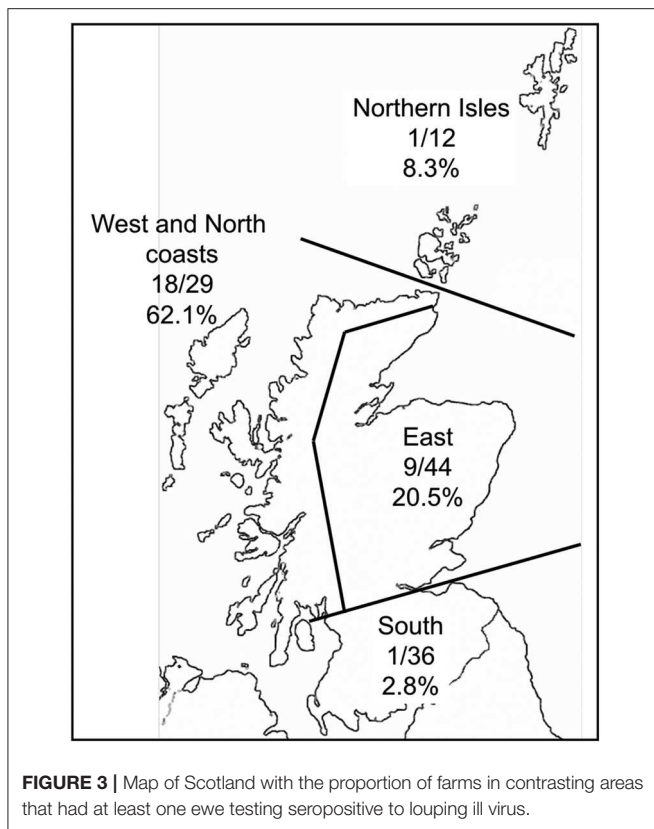 Northern Isles
1/12
8.3%
West and North
coasts
18/29
62.1%
East
9/44
20.5%
South
1/36
2.8%
FIGURE 3 | Map of Scotland with the proportion of farms in contrasting areas
that had at least one ewe testing seropositive to louping ill virus.